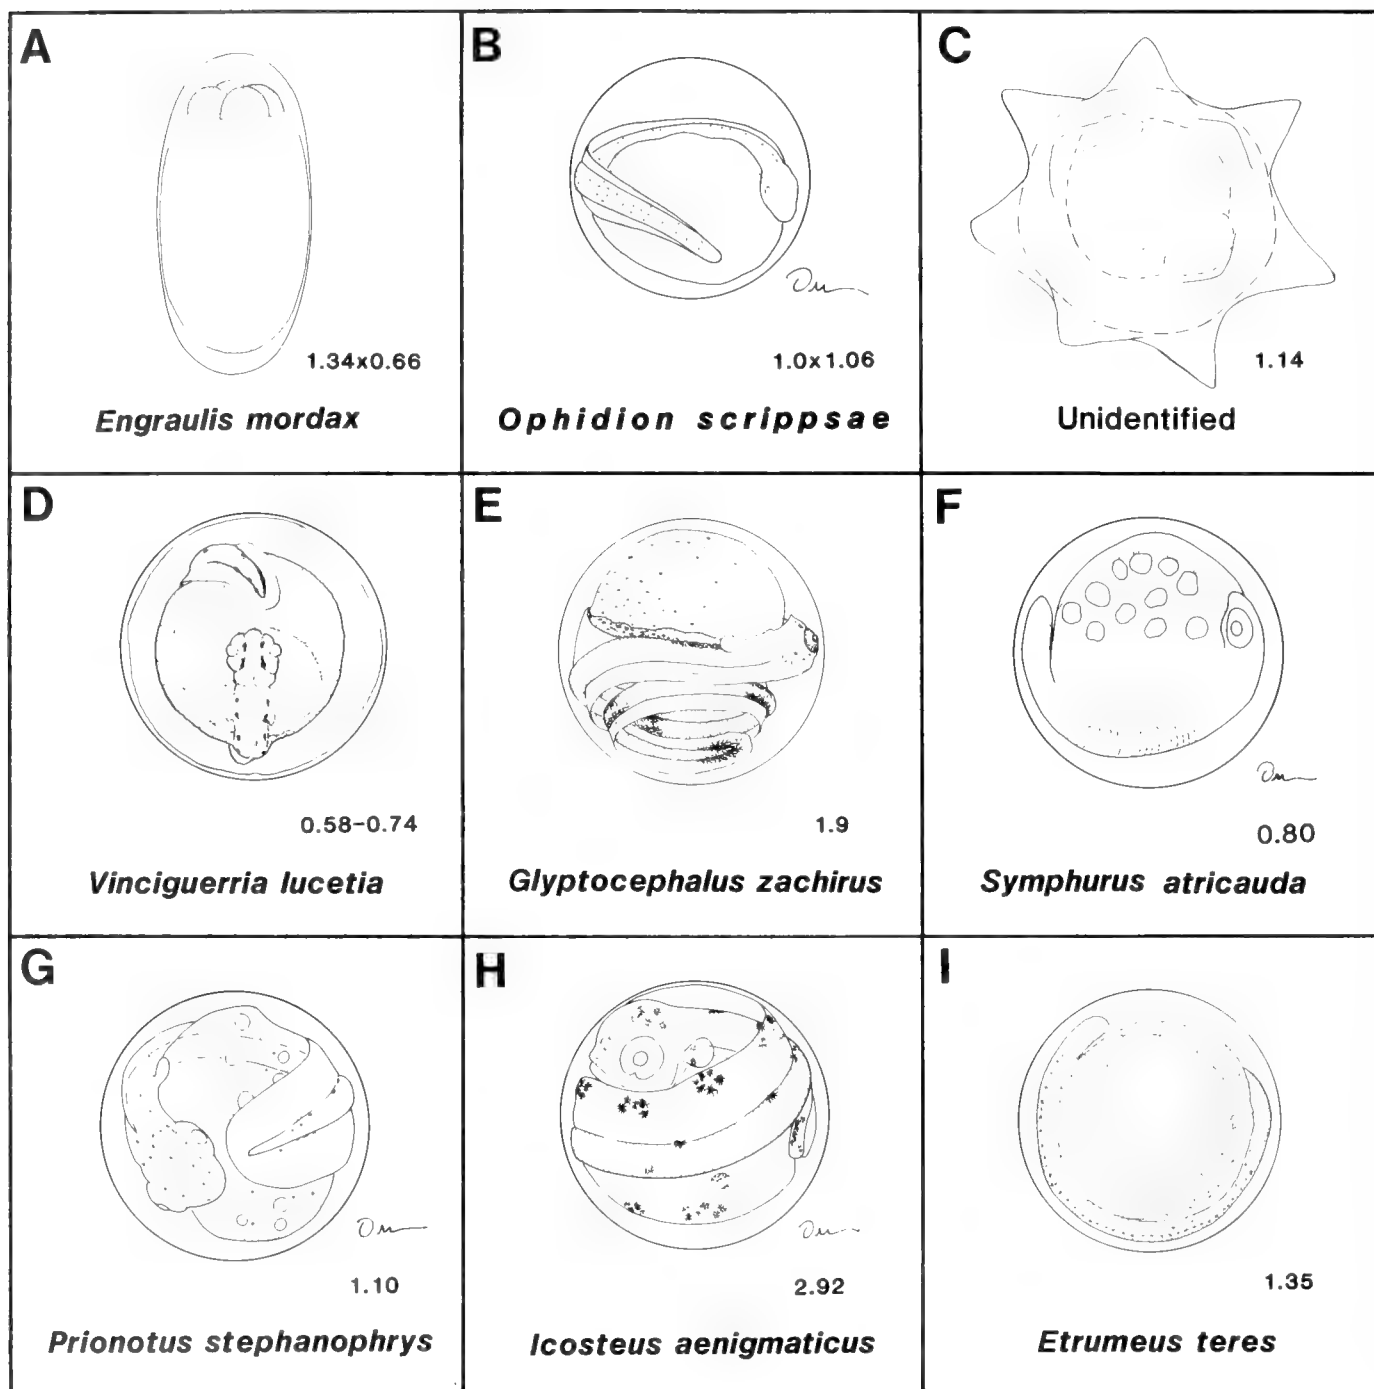 A
1.34x0.66
Engraulis mordax
B
1.0x1.06
Ophidion scrippsae
C
1.14
Unidentified
D
0.58-0.74
Vinciguerria lucetia
E
1.9
Glyptocephalus zachirus
F
0.80
Symphurus atricauda
G
1.10
Prionotus stephanophrys
H
2.92
Icosteus aenigmaticus
I
1.35
Etrumeus teres